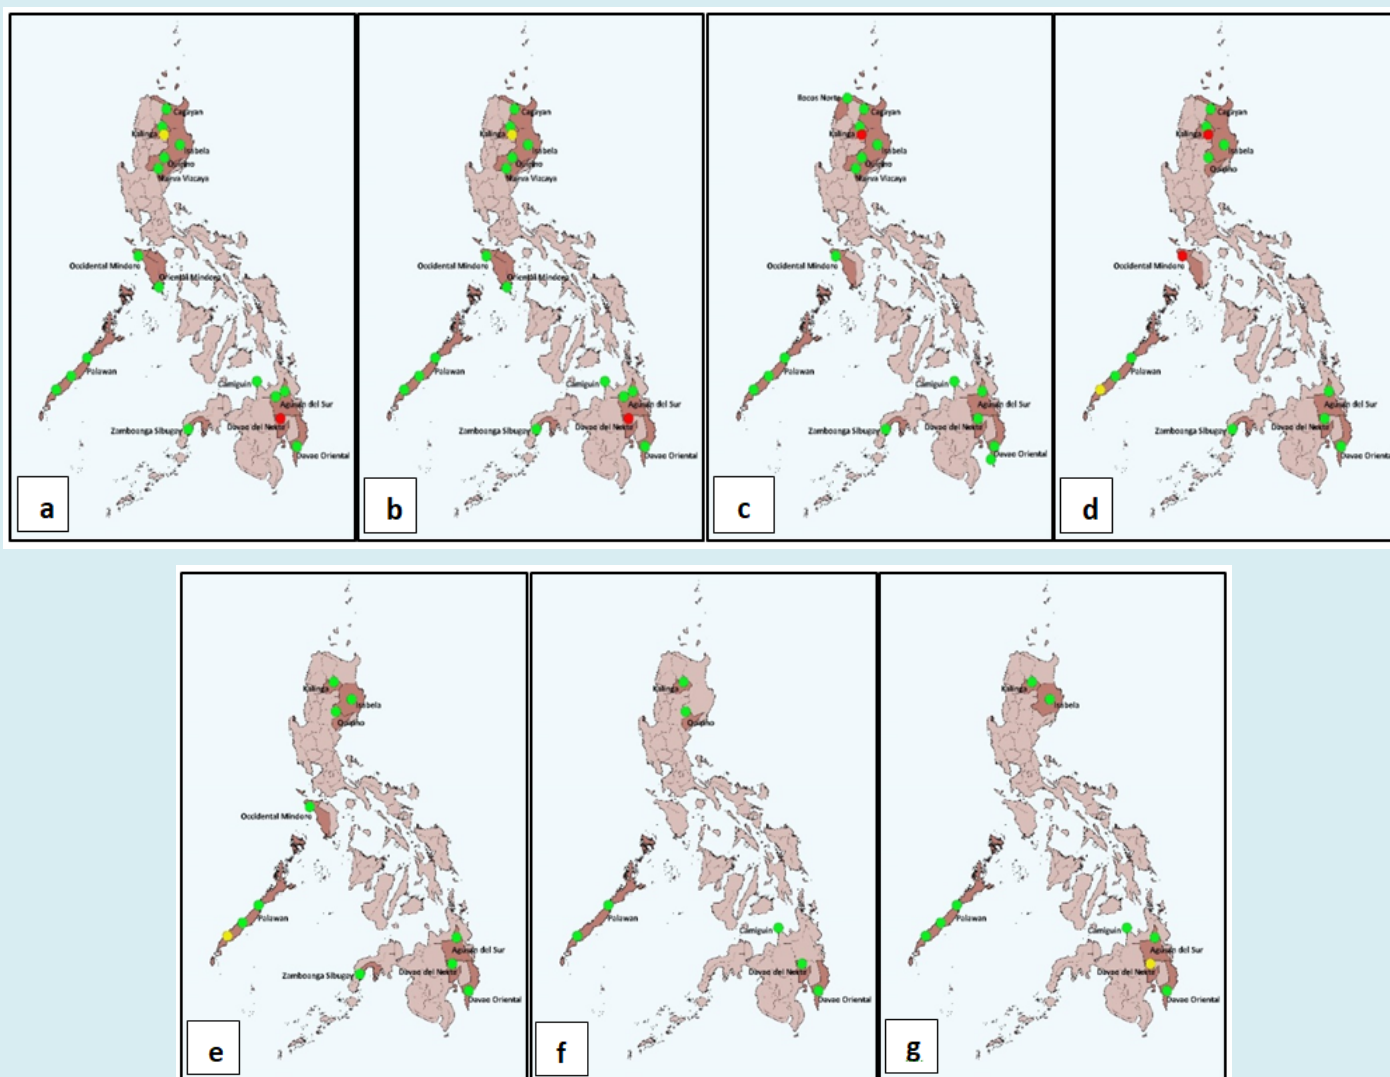 Cagayan
Kalinga
Isabela
Quirino
Nueva Vizcaya
Occidental Mindoro
Oriental Mindoro
Palawan
Camiguin
Agusan del Sur
Davao del Norte
Zamboanga Sibugay
Davao Oriental
a
Cagayan
Kalinga
Isabela
Quirino
Nueva Vizcaya
Occidental Mindoro
Oriental Mindoro
Palawan
Camiguin
Agusan del Sur
Davao del Norte
Zamboanga Sibugay
Davao Oriental
b
Ilocos Norte
Cagayan
Kalinga
Isabela
Quirino
Nueva Vizcaya
Occidental Mindoro
Palawan
Camiguin
Agusan del Sur
Davao del Norte
Zamboanga Sibugay
Davao Oriental
c
Cagayan
Kalinga
Isabela
Quirino
Occidental Mindoro
Palawan
Agusan del Sur
Davao del Norte
Zamboanga Sibugay
Davao Oriental
d
Kalinga
Isabela
Quirino
Occidental Mindoro
Palawan
Agusan del Sur
Davao del Norte
Zamboanga Sibugay
Davao Oriental
e
Kalinga
Quirino
Palawan
Camiguin
Davao del Norte
Davao Oriental
f
Kalinga
Isabela
Palawan
Camiguin
Agusan del Sur
Davao del Norte
Davao Oriental
g